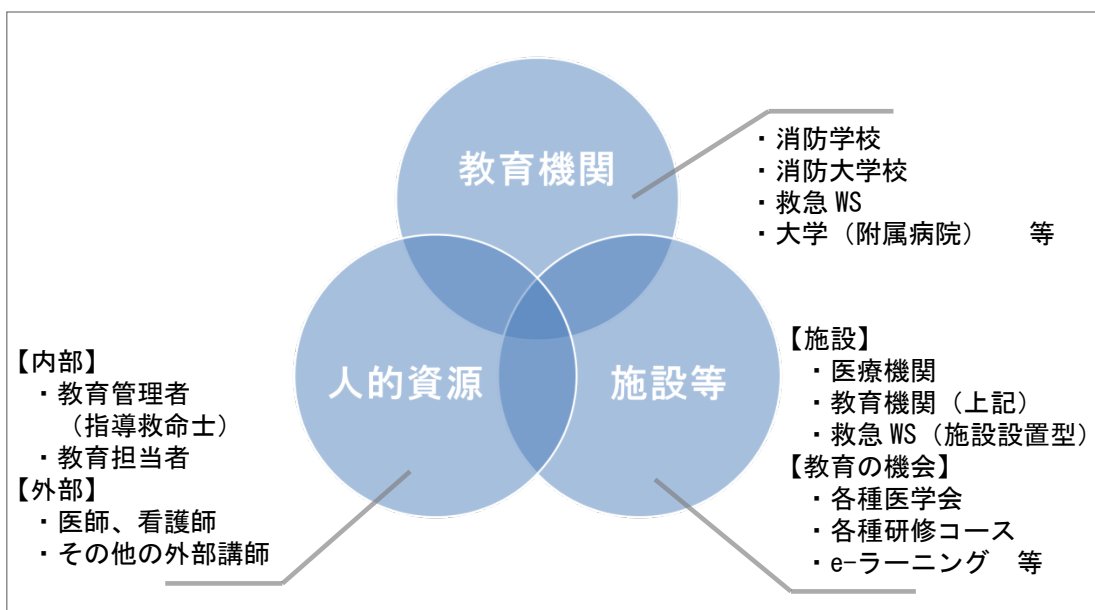 教育機関
・消防学校
・消防大学校
・救急 WS
・大学（附属病院）　　等
人的資源
【内部】
・教育管理者
（指導救命士）
・教育担当者
【外部】
・医師、看護師
・その他の外部講師
施設等
【施設】
・医療機関
・教育機関（上記）
・救急 WS（施設設置型）
【教育の機会】
・各種医学会
・各種研修コース
・e-ラーニング　等